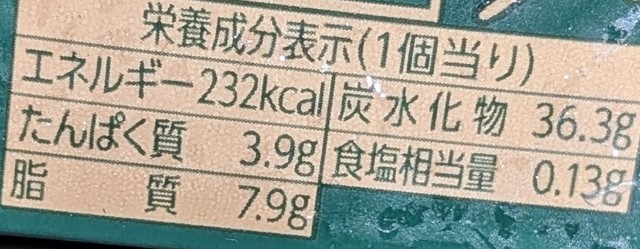 栄養成分表示(1個当り)
エネルギー232kcal 炭水化物 36.3g
たんぱく質 3.9g 食塩相当量 0.13g
脂質 7.9g